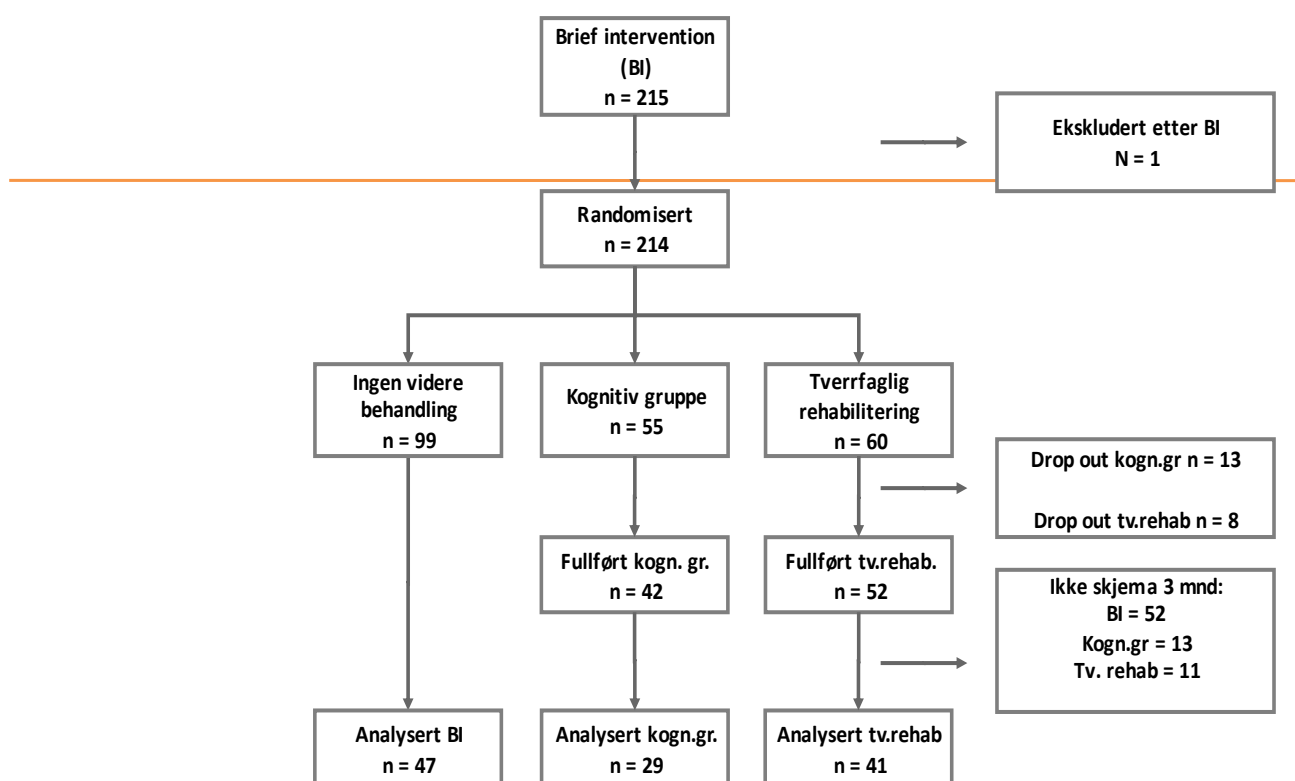 Brief intervention
(BI)
n = 215
Ekskludert etter BI
N = 1
Randomisert
n = 214
Ingen videre
behandling
n = 99
Kognitiv gruppe
n = 55
Tverrfaglig
rehabilitering
n = 60
Drop out kogn.gr n = 13
Drop out tv.rehab n = 8
Fullført kogn. gr.
n = 42
Fullført tv.rehab.
n = 52
Ikke skjema 3 mnd:
BI = 52
Kogn.gr = 13
Tv. rehab = 11
Analysert BI
n = 47
Analysert kogn.gr.
n = 29
Analysert tv.rehab
n = 41